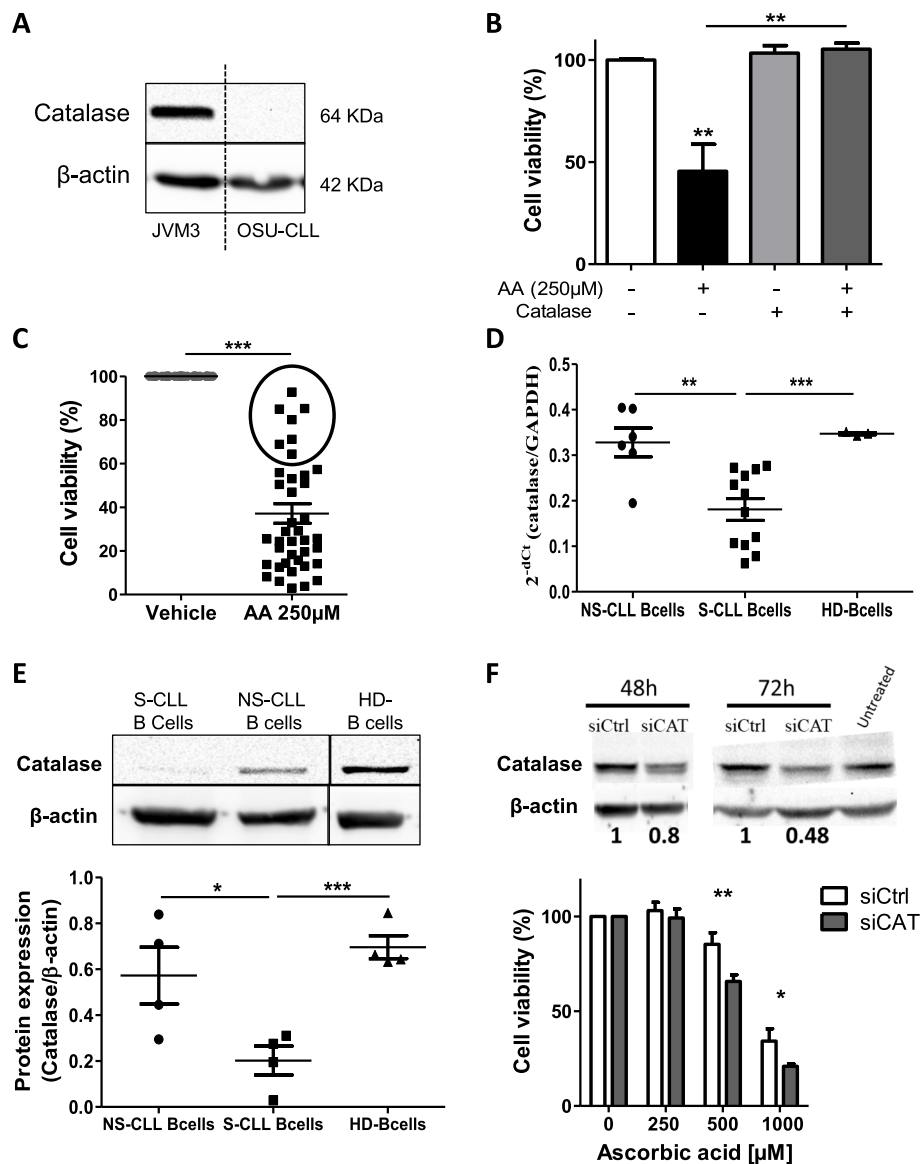 A
Catalase
64 KDa
β-actin
42 KDa
JVM3 OSU-CLL
B
**
**
Cell viability (%)
100
50
0
AA (250µM) - + - +
Catalase - - + +
C
***
Cell viability (%)
100
80
60
40
20
0
Vehicle AA 250µM
D
** ***
2-dCt (catalase/GAPDH)
0.5
0.4
0.3
0.2
0.1
0.0
NS-CLL Bcells S-CLL Bcells HD-Bcells
E
S-CLL NS-CLL HD-
B Cells B cells B cells
Catalase
β-actin
* ***
Protein expression
(Catalase/β-actin)
1.0
0.8
0.6
0.4
0.2
0.0
NS-CLL Bcells S-CLL Bcells HD-Bcells
F
48h 72h Untreated
siCtrl siCAT siCtrl siCAT
Catalase
β-actin
1 0.8 1 0.48
siCtrl
siCAT
** *
Cell viability (%)
100
50
0
0 250 500 1000
Ascorbic acid [µM]